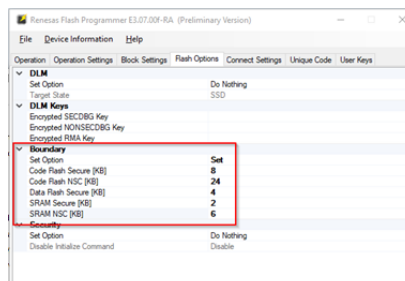 Renesas Flash Programmer E3.07.00f-RA (Preliminary Version)
File Device Information Help
Operation Operation Settings Block Settings Flash Options Connect Settings Unique Code User Keys
DLM
Set Option Do Nothing
Target State SSD
DLM Keys
Encrypted SECDBG Key
Encrypted NONSECDBG Key
Encrypted RMA Key
Boundary
Set Option Set
Code Flash Secure [KB] 8
Code Flash NSC [KB] 24
Data Flash Secure [KB] 4
SRAM Secure [KB] 2
SRAM NSC [KB] 6
Security
Set Option Do Nothing
Disable Initialize Command Disable